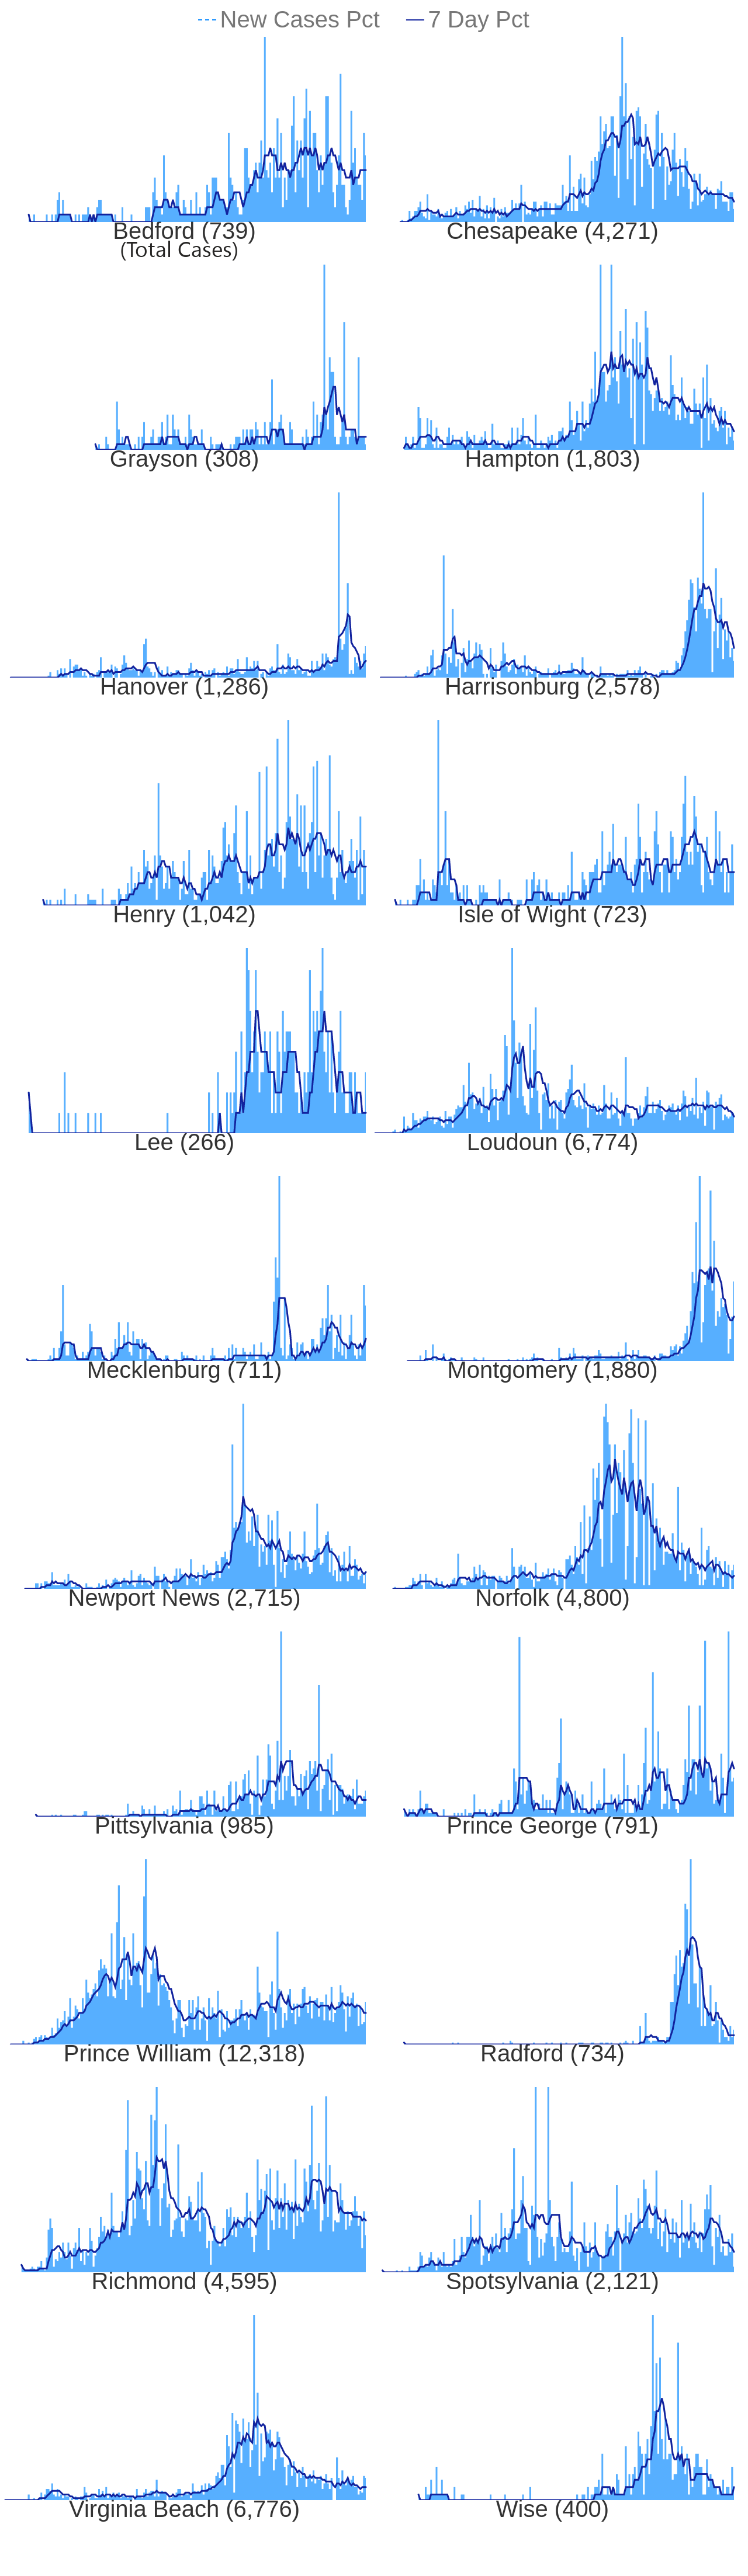 New Cases Pct 7 Day Pct
Bedford (739) Chesapeake (4,271)
(Total Cases)
Grayson (308) Hampton (1,803)
Hanover (1,286) Harrisonburg (2,578)
Henry (1,042) Isle of Wight (723)
Lee (266) Loudoun (6,774)
Mecklenburg (711) Montgomery (1,880)
Newport News (2,715) Norfolk (4,800)
Pittsylvania (985) Prince George (791)
Prince William (12,318) Radford (734)
Richmond (4,595) Spotsylvania (2,121)
Virginia Beach (6,776) Wise (400)